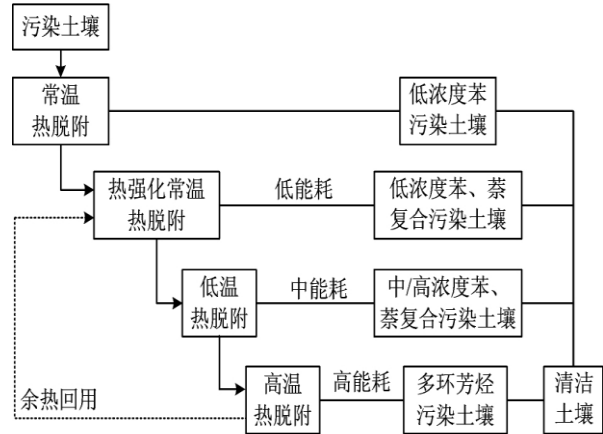 污染土壤
常温
热脱附
低浓度苯
污染土壤
热强化常温
热脱附
低能耗
低浓度苯、萘
复合污染土壤
低温
热脱附
中能耗
中/高浓度苯、
萘复合污染土壤
余热回用
高温
热脱附
高能耗
多环芳烃
污染土壤
清洁
土壤